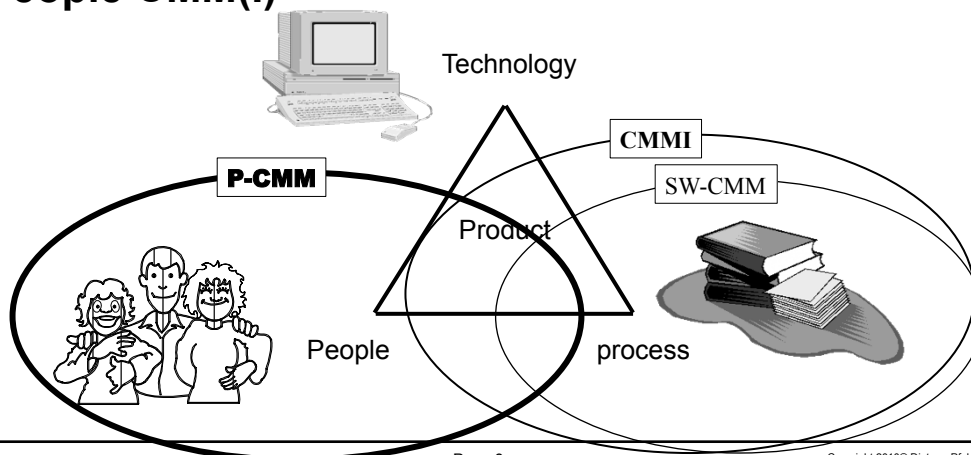 Technology
CMMI
P-CMM
SW-CMM
Product
People
process